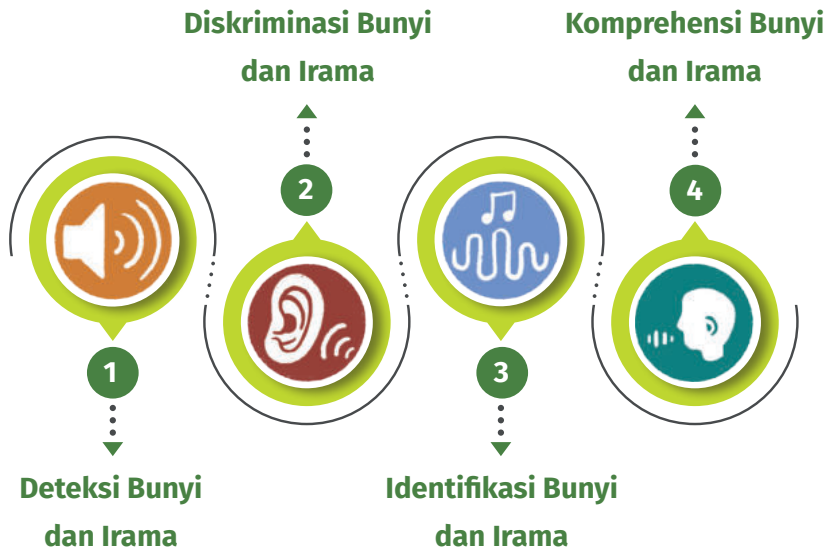 Diskriminasi Bunyi
dan Irama
Komprehensi Bunyi
dan Irama
2
4
1
3
Deteksi Bunyi
dan Irama
Identifikasi Bunyi
dan Irama